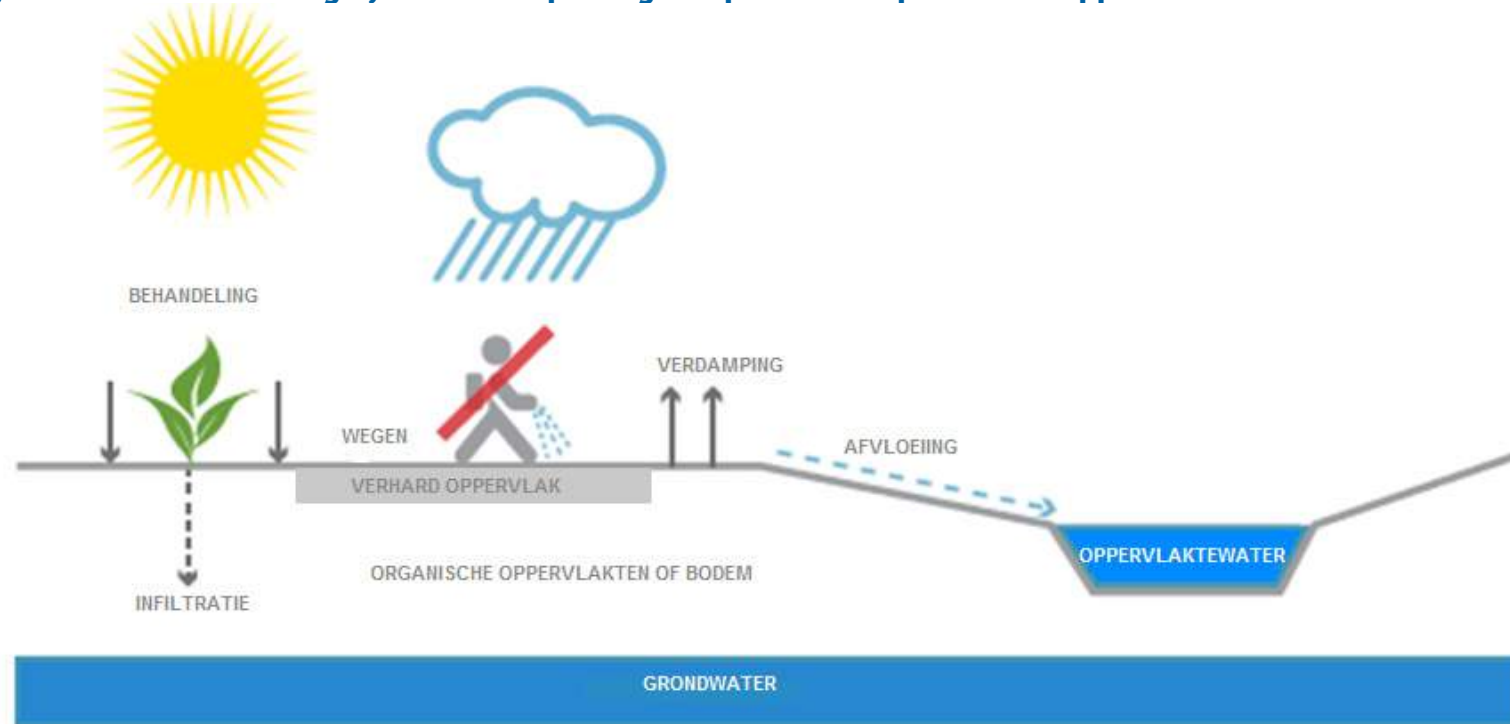 BEHANDELING
VERDAMPING
WEGEN
AFVLOEIING
VERHARD OPPERVLAK
OPPERVLAKTEWATER
ORGANISCHE OPPERVLAKTEN OF BODEM
INFILTRATIE
GRONDWATER